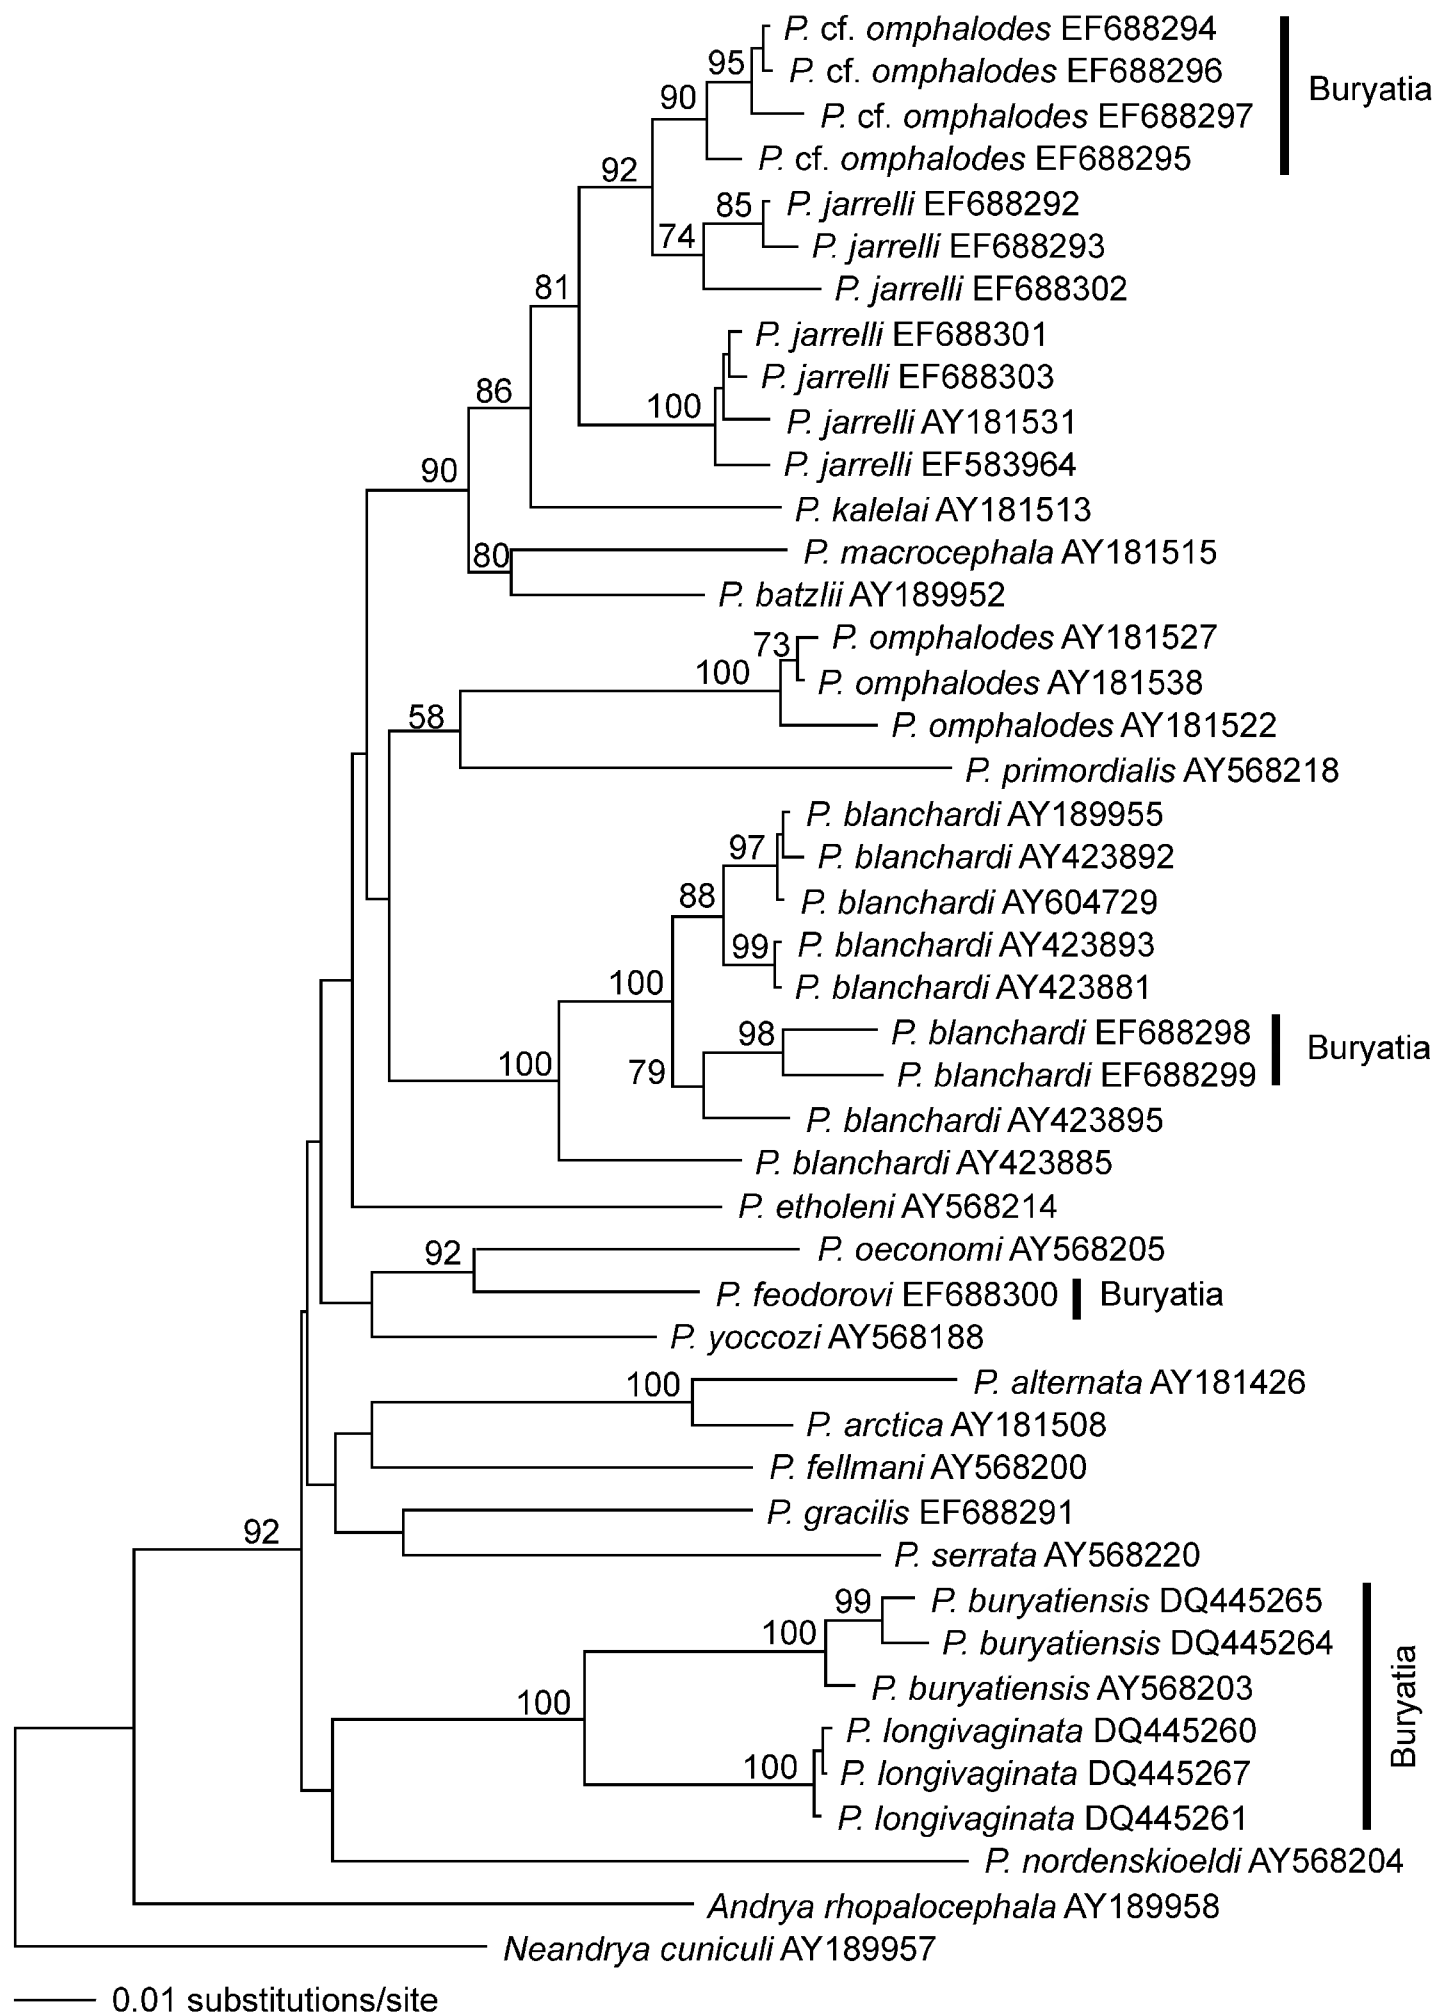 P. cf. omphalodes EF688294
95
P. cf. omphalodes EF688296
Buryatia
90
P. cf. omphalodes EF688297
P. cf. omphalodes EF688295
92
85
P. jarrelli EF688292
74
P. jarrelli EF688293
P. jarrelli EF688302
81
P. jarrelli EF688301
P. jarrelli EF688303
86
100
P. jarrelli AY181531
P. jarrelli EF583964
90
P. kalelai AY181513
P. macrocephala AY181515
80
P. batzlii AY189952
73
P. omphalodes AY181527
100
P. omphalodes AY181538
58
P. omphalodes AY181522
P. primordialis AY568218
P. blanchardi AY189955
97
P. blanchardi AY423892
88
P. blanchardi AY604729
99
P. blanchardi AY423893
100
P. blanchardi AY423881
98
P. blanchardi EF688298
Buryatia
100
79
P. blanchardi EF688299
P. blanchardi AY423895
P. blanchardi AY423885
P. etholeni AY568214
92
P. oeconomi AY568205
P. feodorovi EF688300
Buryatia
P. yoccozi AY568188
100
P. alternata AY181426
P. arctica AY181508
P. fellmani AY568200
P. gracilis EF688291
92
P. serrata AY568220
99
P. buryatiensis DQ445265
100
P. buryatiensis DQ445264
P. buryatiensis AY568203
100
P. longivaginata DQ445260
Buryatia
100
P. longivaginata DQ445267
P. longivaginata DQ445261
P. nordenskioeldi AY568204
Andrya rhopalocephala AY189958
Neandrya cuniculi AY189957
0.01 substitutions/site